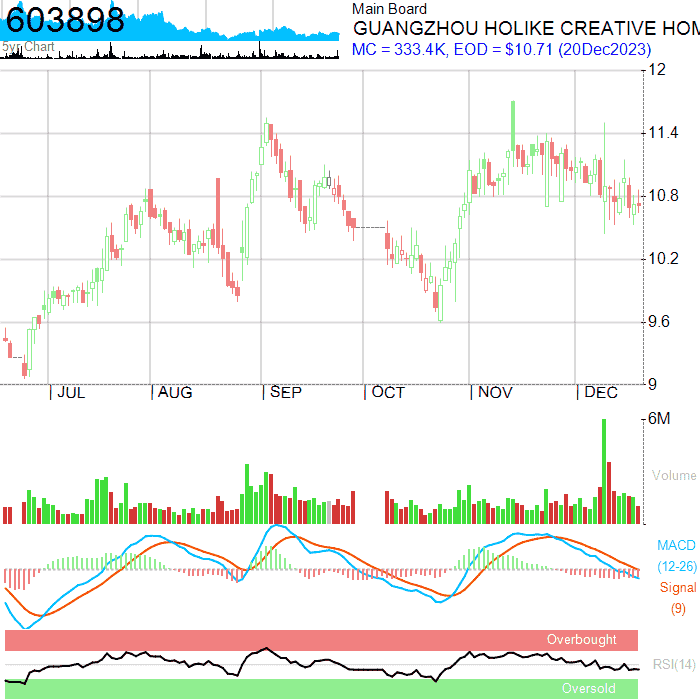 603898
5yr Chart
Main Board
GUANGZHOU HOLIKE CREATIVE HOM
MC = 333.4K, EOD = $10.71 (20Dec2023)
12
11.4
10.8
10.2
9.6
9
JUL AUG SEP OCT NOV DEC
6M
Volume
MACD
(12-26)
Signal
(9)
Overbought
RSI(14)
Oversold